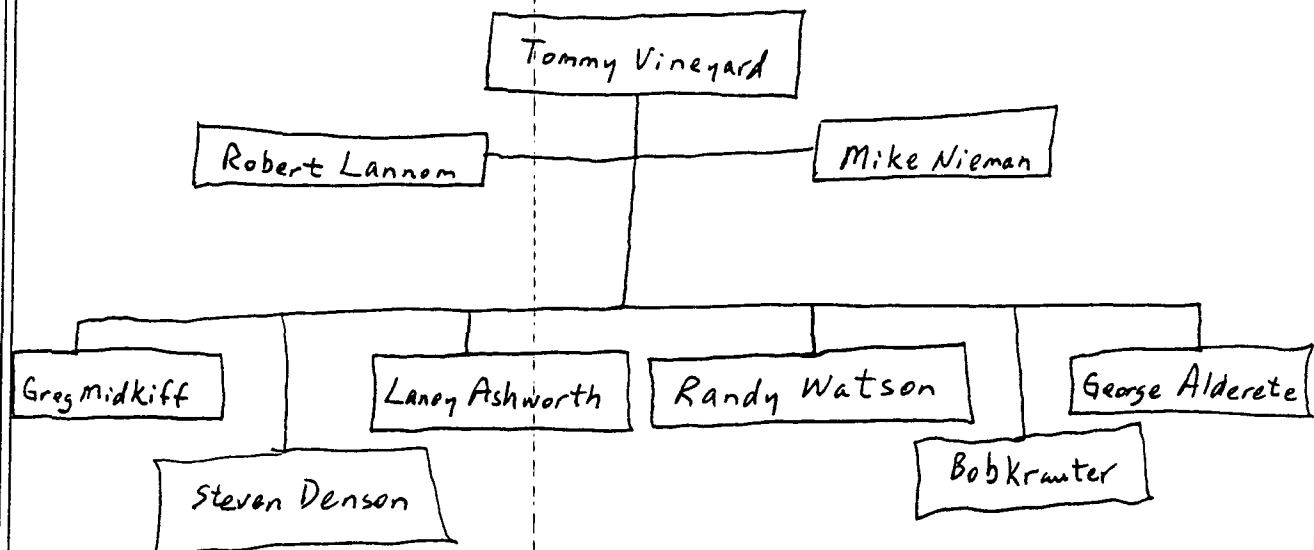 Tommy Vineyard
Robert Lannom
Mike Nieman
Greg Midkiff
Laney Ashworth
Randy Watson
George Alderete
Steven Denson
Bob Krauter